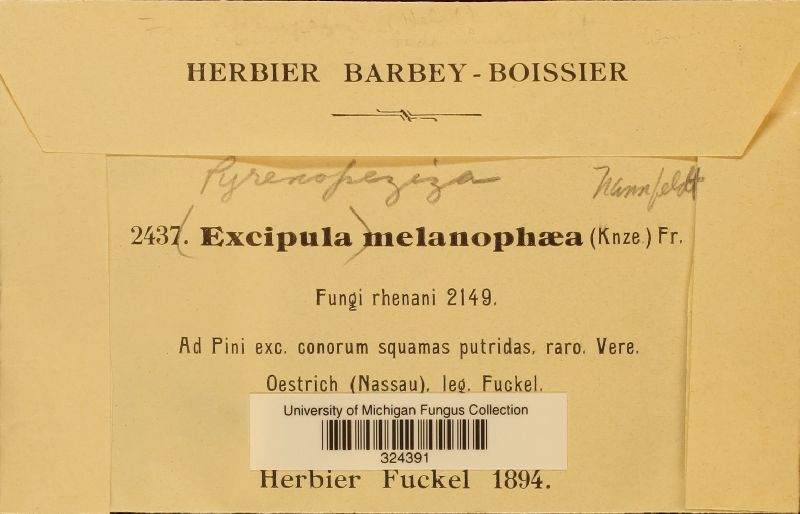 HERBIER BARBEY-BOISSIER
Pyrenopeziza Nannfeldt
2437. (Excipula) melanophæa (Knze.) Fr.
Fungi rhenani 2149.
Ad Pini exc. conorum squamas putridas, raro. Vere.
Oestrich (Nassau), leg. Fuckel.
University of Michigan Fungus Collection
324391
Herbier Fuckel 1894.